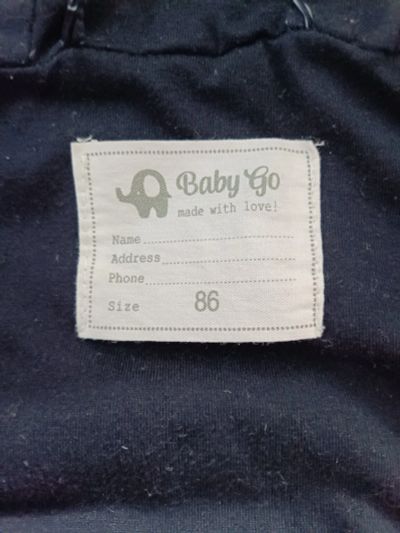 Baby Go
made with love!
Name
Address
Phone
Size 86